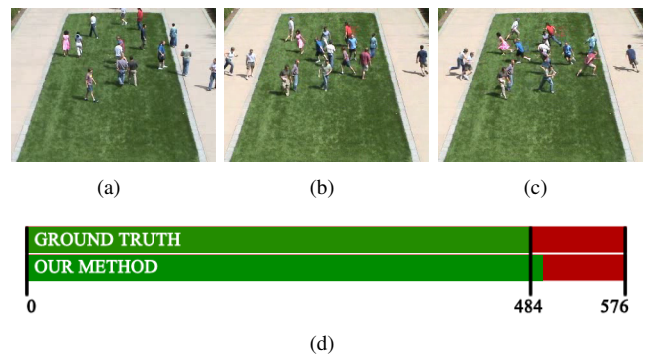 (a) (b) (c)
GROUND TRUTH
OUR METHOD
0 484 576
(d)